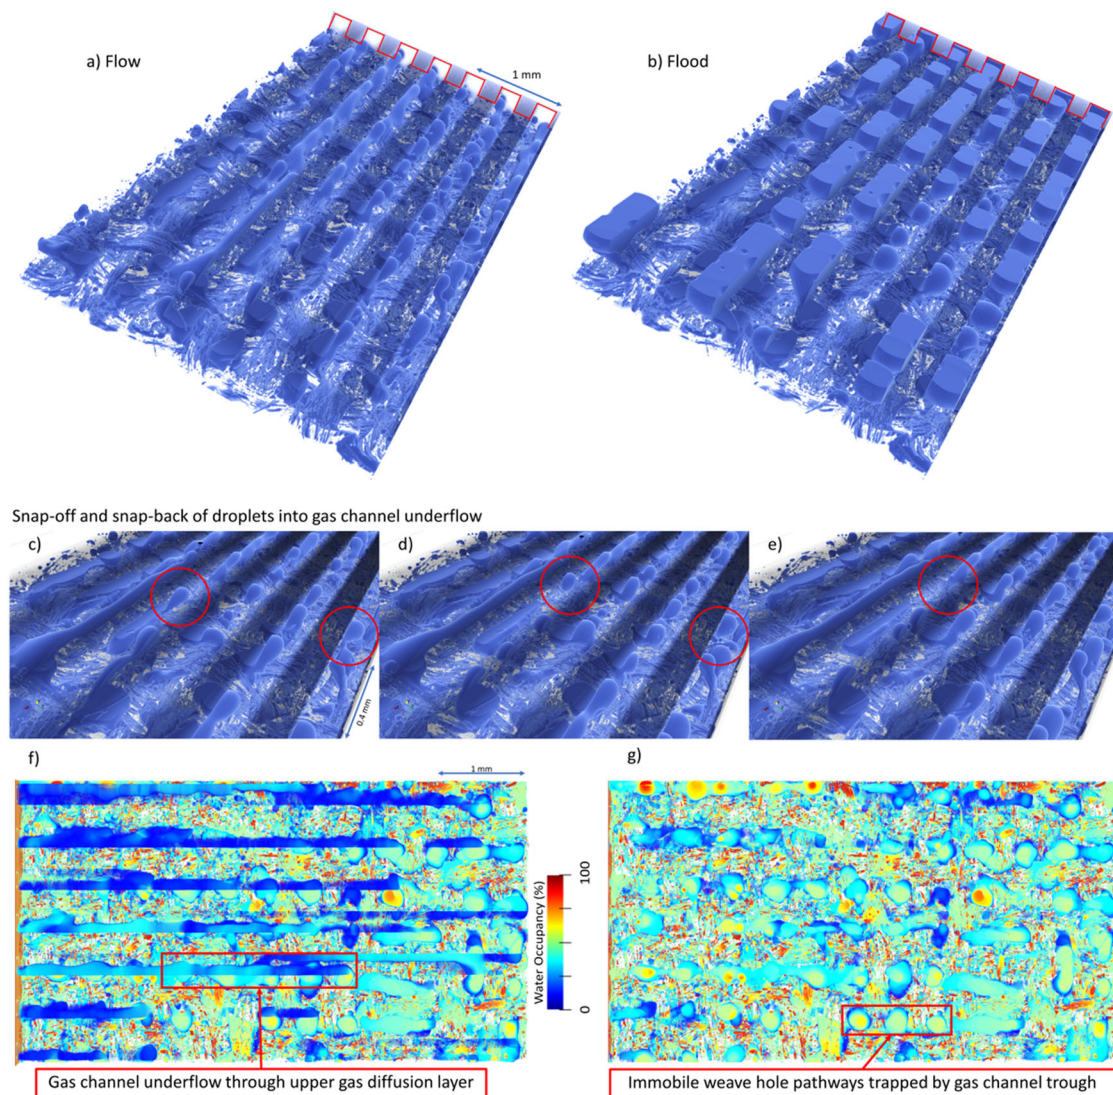 a) Flow
b) Flood
1 mm
Snap-off and snap-back of droplets into gas channel underflow
c)
d)
e)
0.4 mm
f)
g)
1 mm
100
Water Occupancy (%)
0
Gas channel underflow through upper gas diffusion layer
Immobile weave hole pathways trapped by gas channel trough